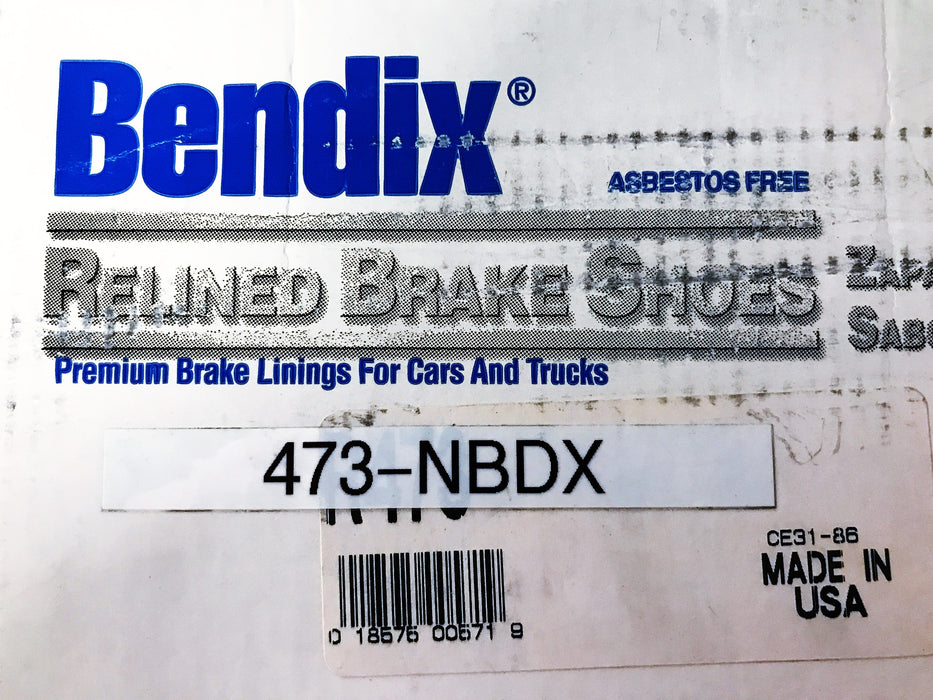 Bendix®
ASBESTOS FREE
RELINED BRAKE SHOES
Premium Brake Linings For Cars And Trucks
473-NBDX
CE31-86
MADE IN
USA
0 18576 00571 9